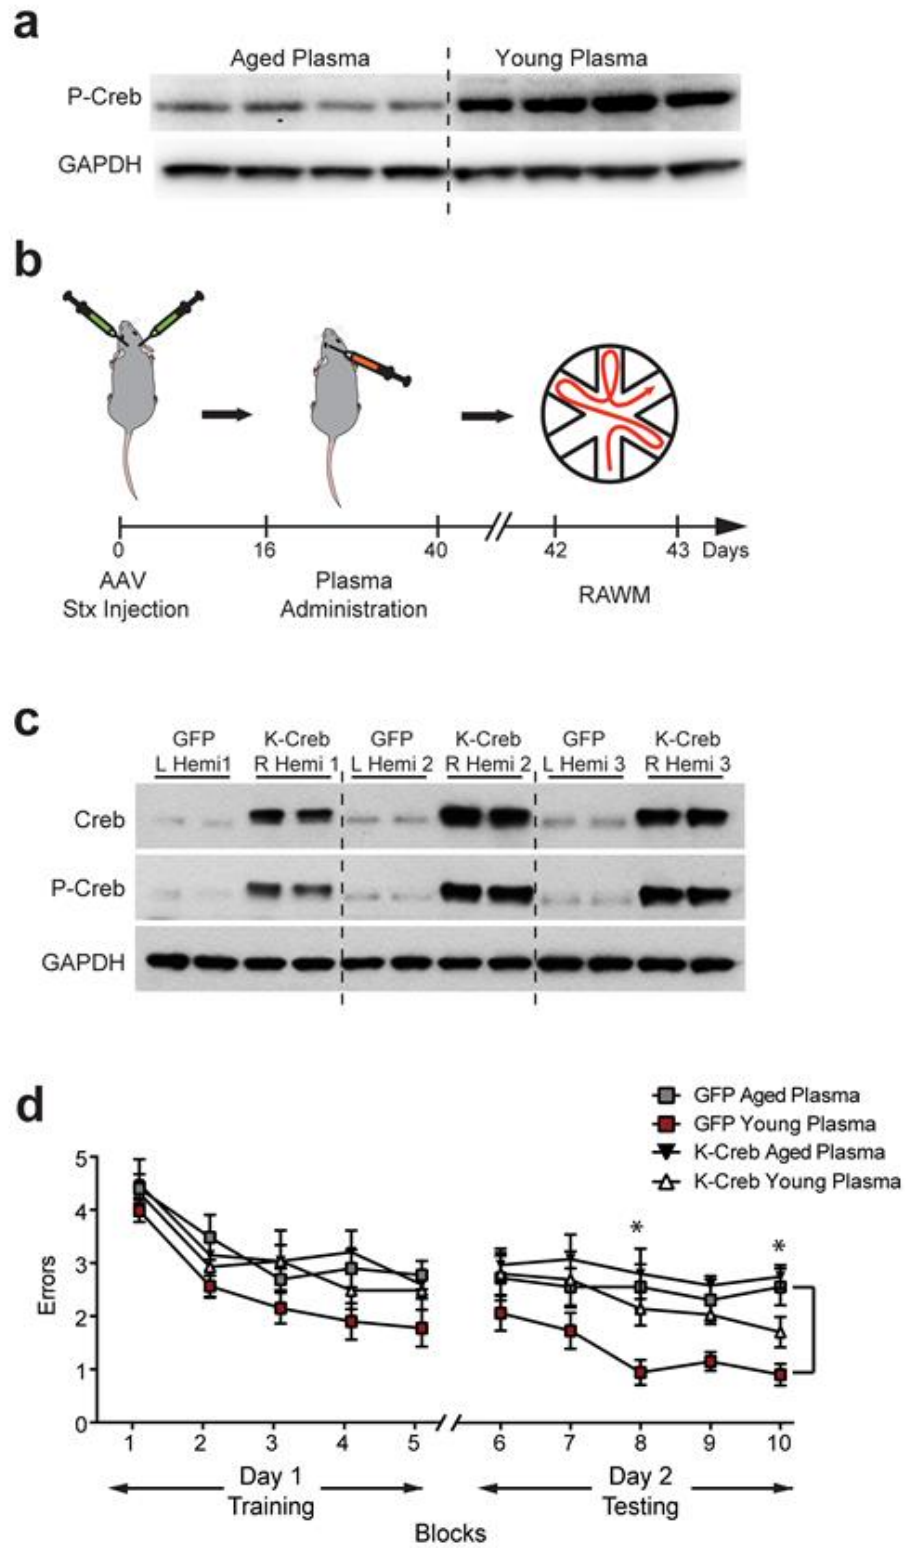 a
Aged Plasma Young Plasma
P-Creb
GAPDH
b
0 16 40 42 43 Days
AAV
Stx Injection
Plasma
Administration
RAWM
c
GFP K-Creb GFP K-Creb GFP K-Creb
L Hemi1 R Hemi 1 L Hemi 2 R Hemi 2 L Hemi 3 R Hemi 3
Creb
P-Creb
GAPDH
d
GFP Aged Plasma
GFP Young Plasma
K-Creb Aged Plasma
K-Creb Young Plasma
Errors
5
4
3
2
1
0
* *
1 2 3 4 5 6 7 8 9 10
Day 1 Day 2
Training Testing
Blocks